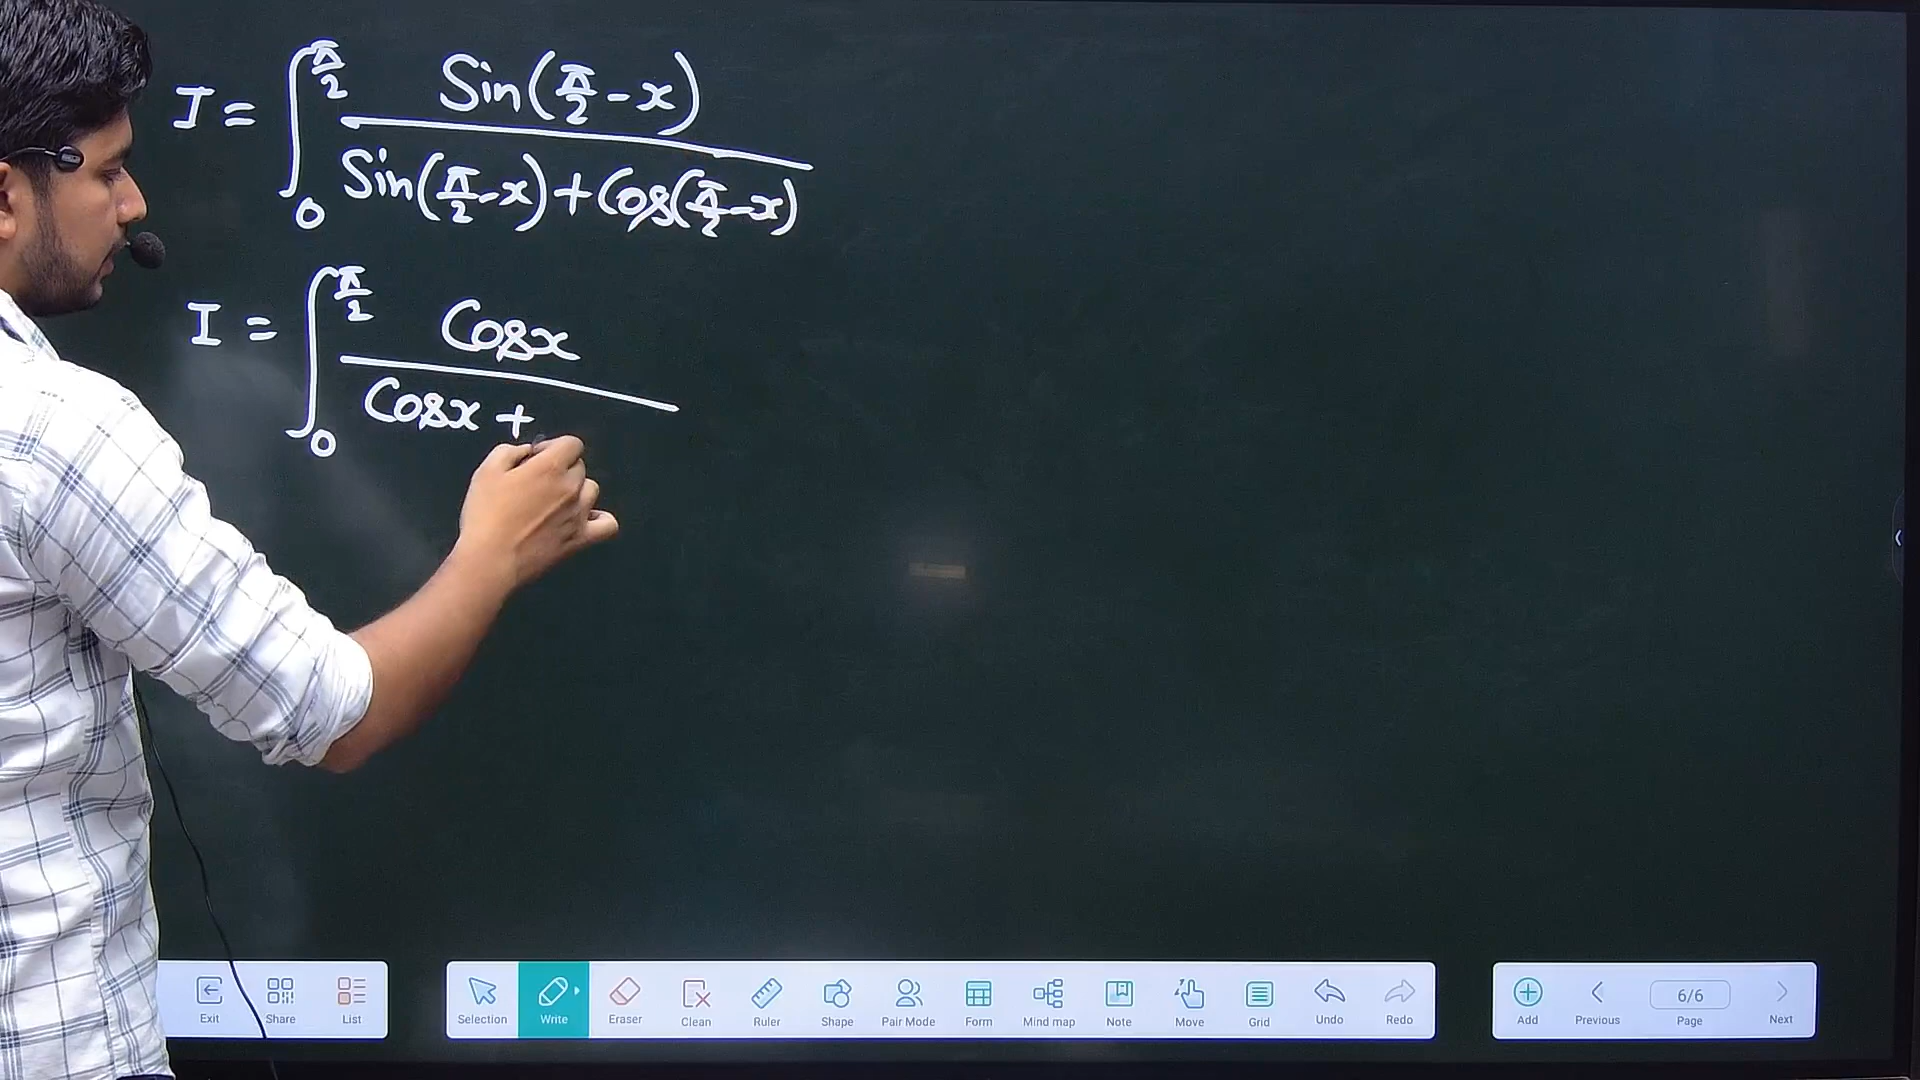 I = ∫₀^(π/2) Sin(π/2 - x) / Sin(π/2 - x) + Cos(π/2 - x)
I = ∫₀^(π/2) Cosx / Cosx +
Exit Share List Selection Write Eraser Clean Ruler Shape Pair Mode Form Mind map Note Move Grid Undo Redo Add Previous 6/6 Page Next